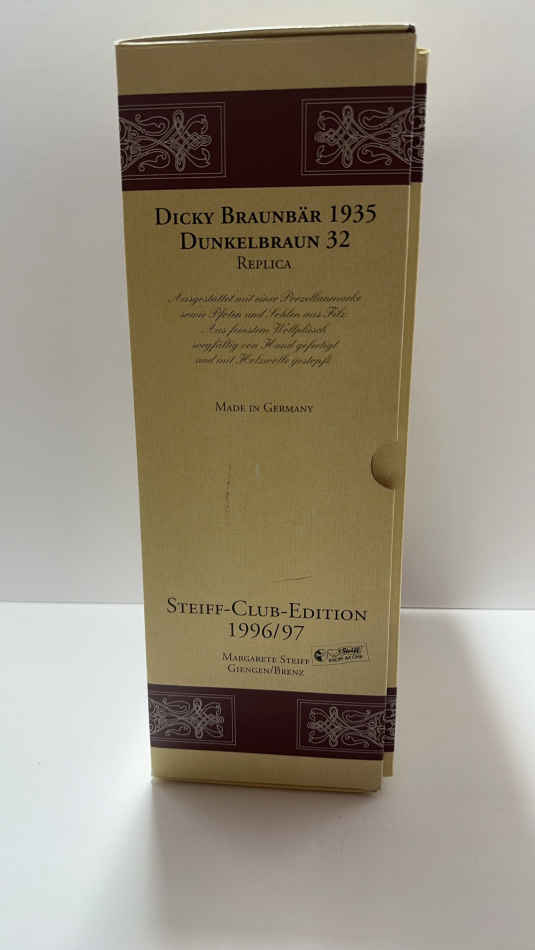 Dicky Braunbär 1935
Dunkelbraun 32
Replica
Ausgestattet mit einer Porzellanmarke
sowie Pfoten und Sohlen aus Filz.
Aus feinstem Wollplüsch
sorgfältig von Hand gefertigt
und mit Holzwolle gestopft.
Made in Germany
Steiff-Club-Edition
1996/97
Margarete Steiff
Giengen/Brenz
Steiff